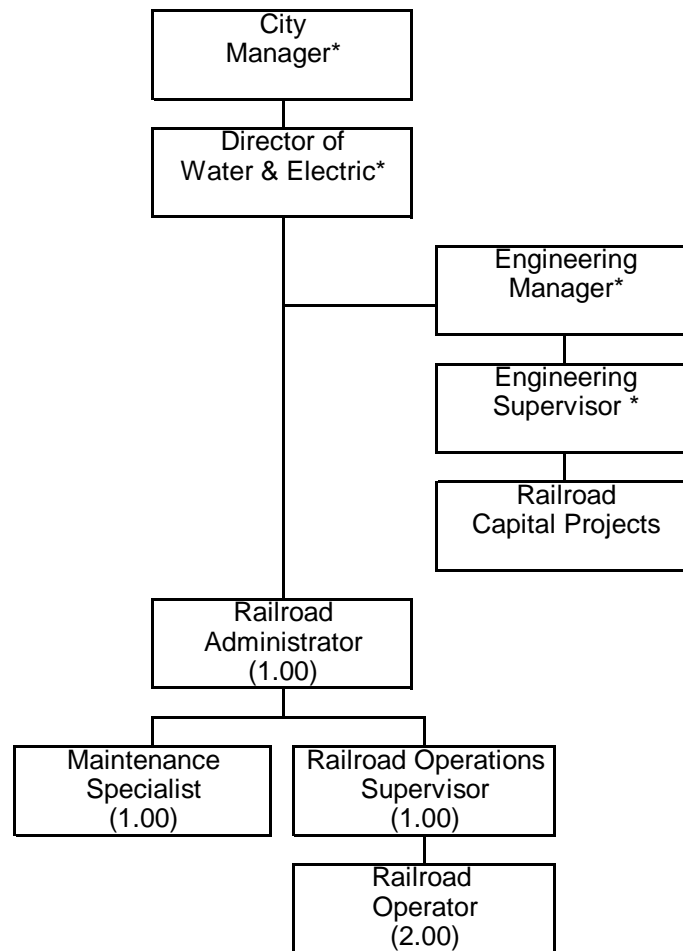 City
Manager*
Director of
Water & Electric*
Engineering
Manager*
Engineering
Supervisor *
Railroad
Capital Projects
Railroad
Administrator
(1.00)
Maintenance
Specialist
(1.00)
Railroad Operations
Supervisor
(1.00)
Railroad
Operator
(2.00)